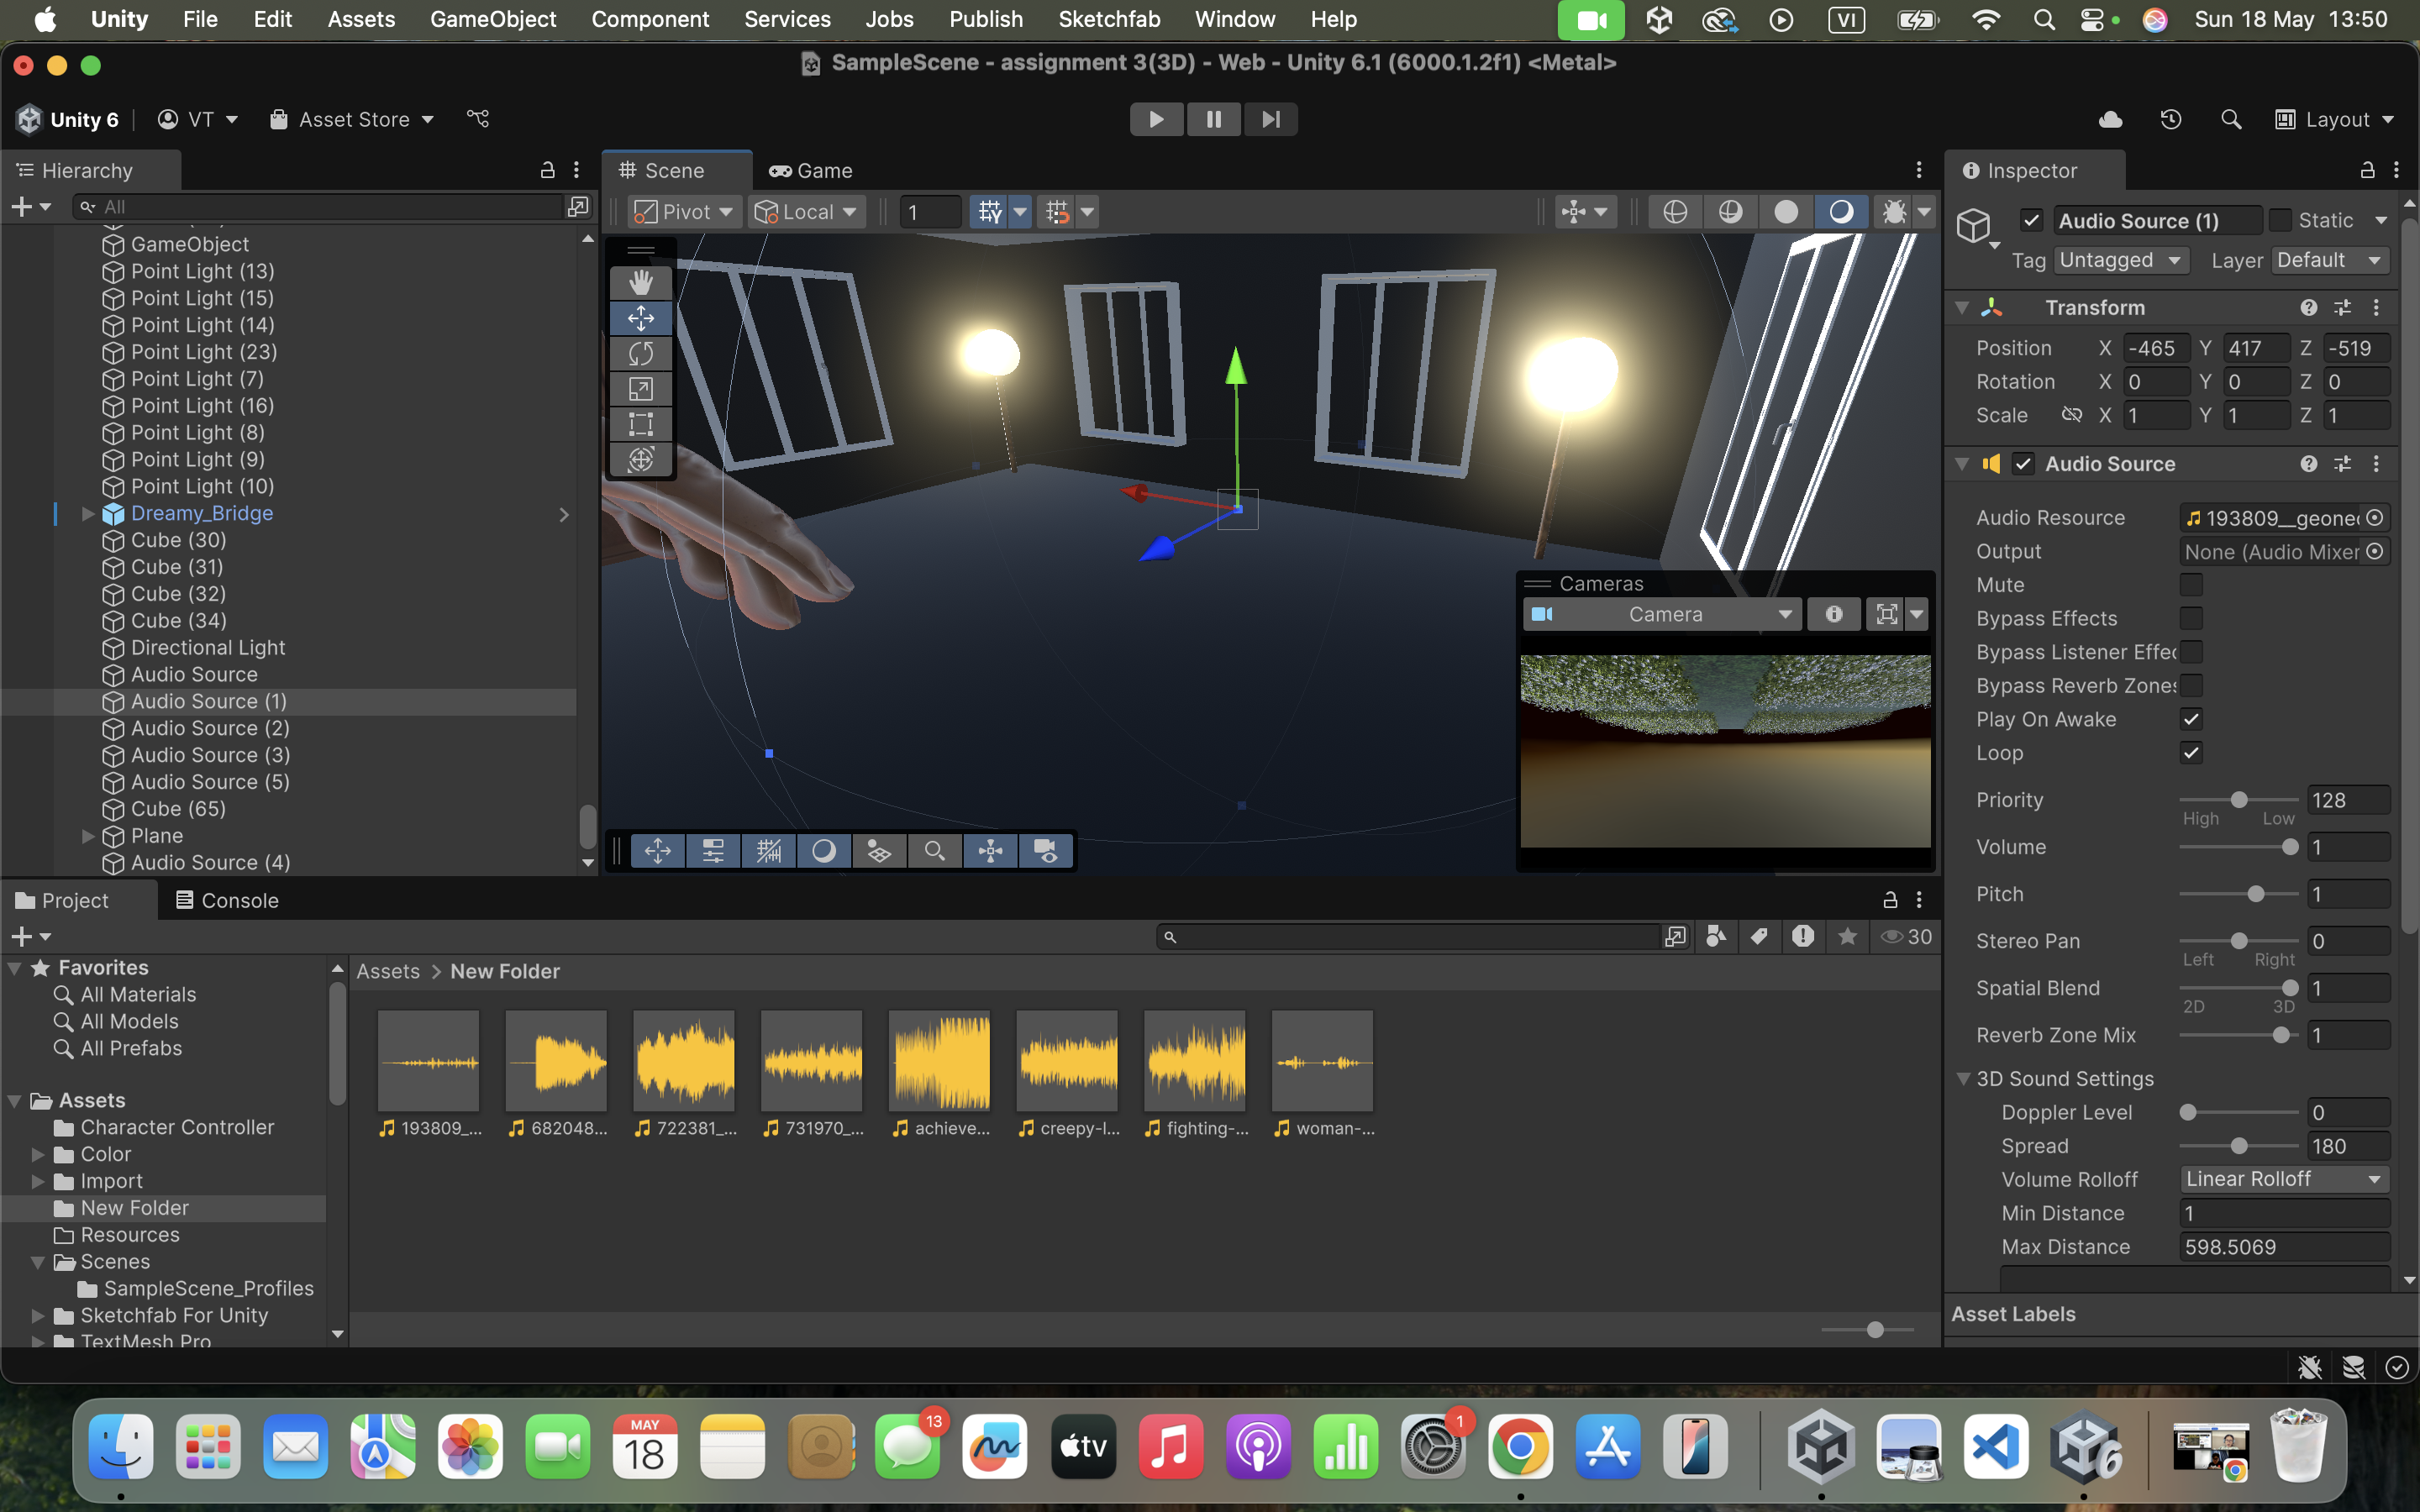 Unity File Edit Assets GameObject Component Services Jobs Publish Sketchfab Window Help VI Sun 18 May 13:50
SampleScene - assignment 3(3D) - Web - Unity 6.1 (6000.1.2f1) <Metal>
Unity 6 VT Asset Store Layout
Hierarchy
All
GameObject
Point Light (13)
Point Light (15)
Point Light (14)
Point Light (23)
Point Light (7)
Point Light (16)
Point Light (8)
Point Light (9)
Point Light (10)
Dreamy_Bridge
Cube (30)
Cube (31)
Cube (32)
Cube (34)
Directional Light
Audio Source
Audio Source (1)
Audio Source (2)
Audio Source (3)
Audio Source (5)
Cube (65)
Plane
Audio Source (4)
Scene Game
Pivot Local 1
Cameras
Camera
Inspector
Audio Source (1) Static
Tag Untagged Layer Default
Transform
Position X -465 Y 417 Z -519
Rotation X 0 Y 0 Z 0
Scale X 1 Y 1 Z 1
Audio Source
Audio Resource 193809__geone
Output None (Audio Mixer
Mute
Bypass Effects
Bypass Listener Effec
Bypass Reverb Zones
Play On Awake
Loop
Priority 128
High Low
Volume 1
Pitch 1
Stereo Pan 0
Left Right
Spatial Blend 1
2D 3D
Reverb Zone Mix 1
3D Sound Settings
Doppler Level 0
Spread 180
Volume Rolloff Linear Rolloff
Min Distance 1
Max Distance 598.5069
Asset Labels
Project Console
30
Favorites
All Materials
All Models
All Prefabs
Assets
Character Controller
Color
Import
New Folder
Resources
Scenes
SampleScene_Profiles
Sketchfab For Unity
TextMesh Pro
Assets > New Folder
193809_... 682048... 722381_... 731970_... achieve... creepy-l... fighting-... woman-...
MAY
18
tv
13
1
6